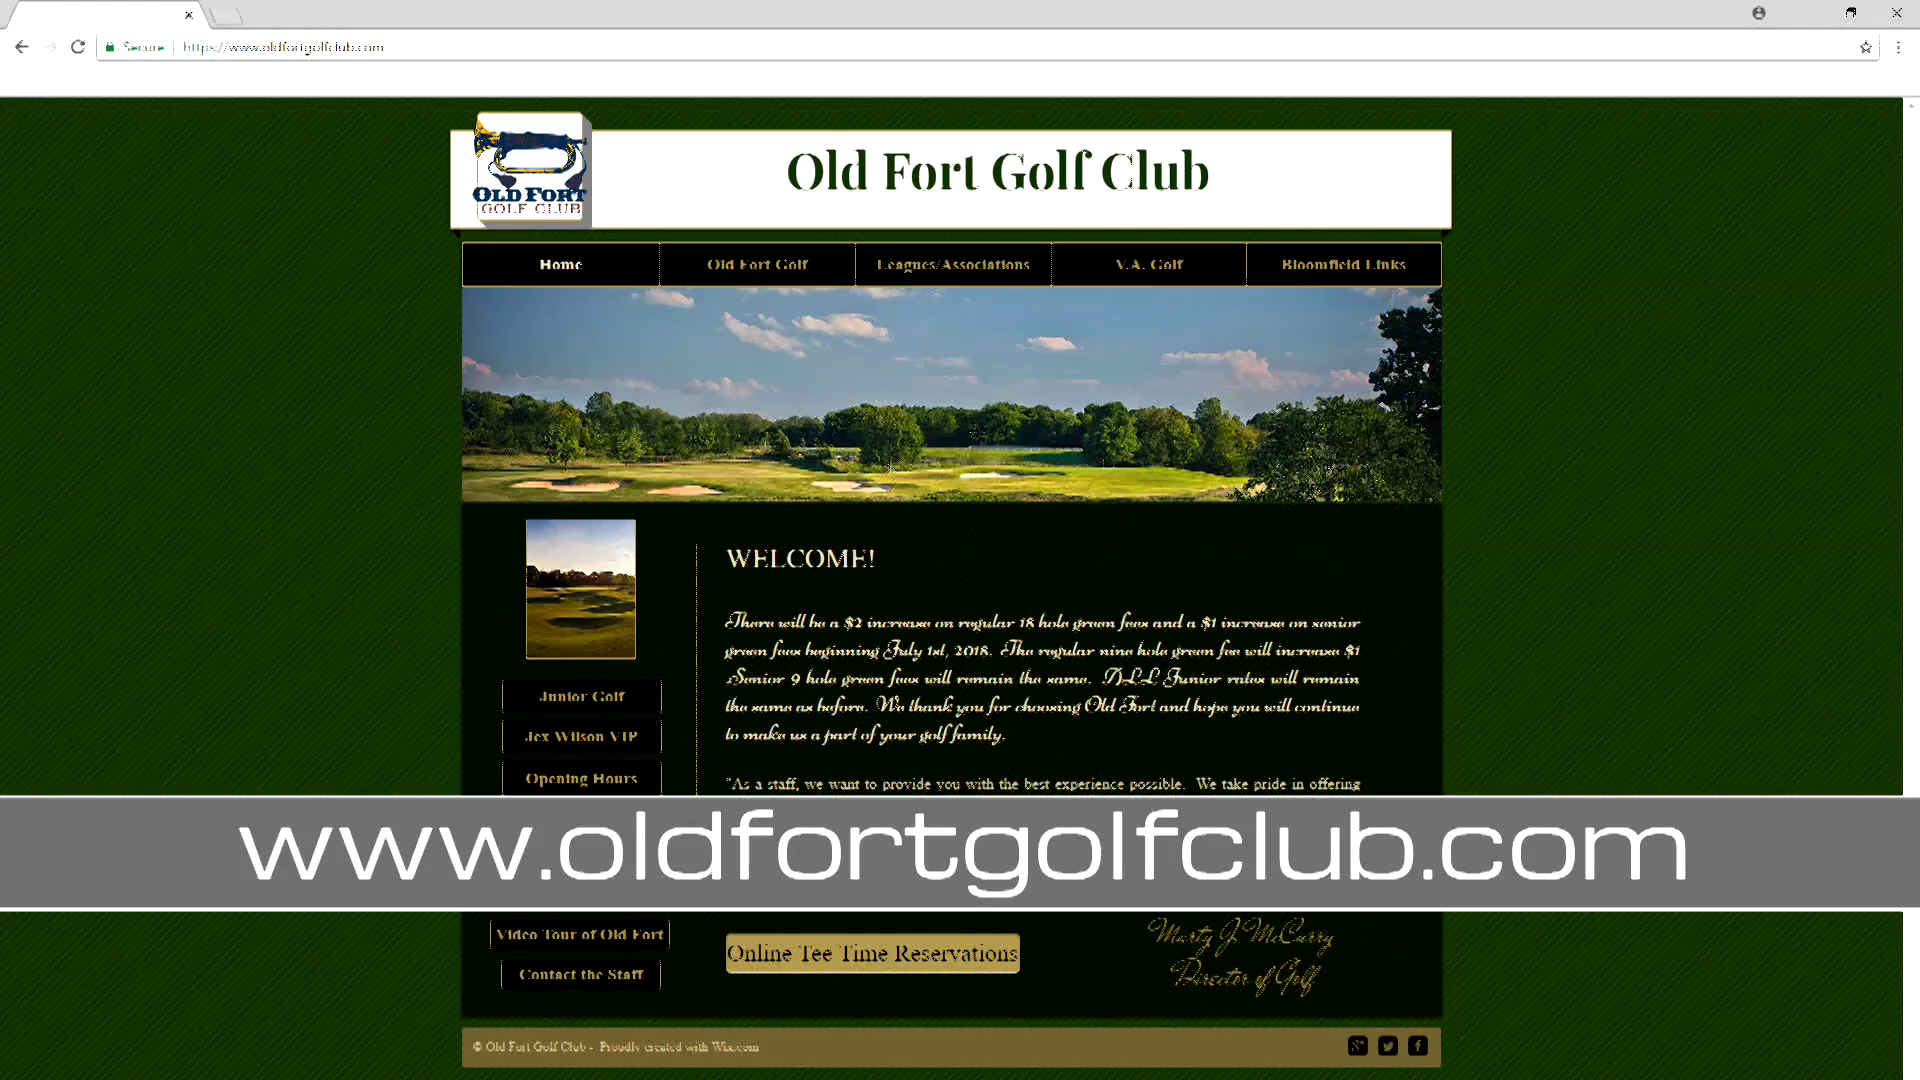 Secure
https://www.oldfortgolfclub.com
OLD FORT
GOLF CLUB
Old Fort Golf Club
Home
Old Fort Golf
Leagues/Associations
V.A. Golf
Bloomfield Links
WELCOME!
There will be a $2 increase on regular 18 hole green fees and a $1 increase on senior
green fees beginning July 1st, 2018. The regular nine hole green fee will increase $1
Senior 9 hole green fees will remain the same. ALL Junior rates will remain
the same as before. We thank you for choosing Old Fort and hope you will continue
to make us a part of your golf family.
"As a staff, we want to provide you with the best experience possible. We take pride in offering
Junior Golf
Jex Wilson VIP
Opening Hours
www.oldfortgolfclub.com
Video Tour of Old Fort
Contact the Staff
Online Tee Time Reservations
Marty J. McCurry
Director of Golf
© Old Fort Golf Club - Proudly created with Wix.com